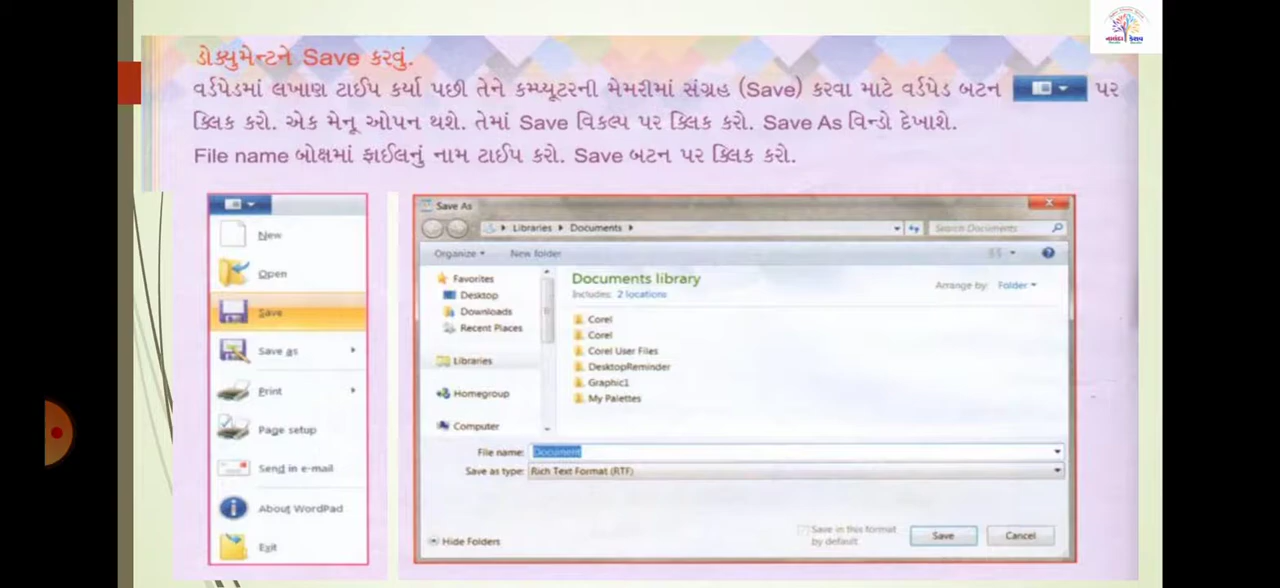 નાલંદા કેલવ
ડોક્યુમેન્ટને Save કરવું.
વર્ડપેડમાં લખાણ ટાઈપ કર્યા પછી તેને કમ્પ્યૂટરની મેમરીમાં સંગ્રહ (Save) કરવા માટે વર્ડપેડ બટન પર
ક્લિક કરો. એક મેનૂ ઓપન થશે. તેમાં Save વિકલ્પ પર ક્લિક કરો. Save As વિન્ડો દેખાશે.
File name બોક્ષમાં ફાઈલનું નામ ટાઈપ કરો. Save બટન પર ક્લિક કરો.
New
Open
Save
Save as
Print
Page setup
Send in e-mail
About WordPad
Exit
Save As
Libraries Documents
Search Documents
Organize New folder
Favorites
Desktop
Downloads
Recent Places
Libraries
Homegroup
Computer
Documents library
Includes: 2 locations
Arrange by: Folder
Corel
Corel
Corel User Files
DesktopReminder
Graphic1
My Palettes
File name: Document
Save as type: Rich Text Format (RTF)
Save in this format
by default
Hide Folders
Save Cancel